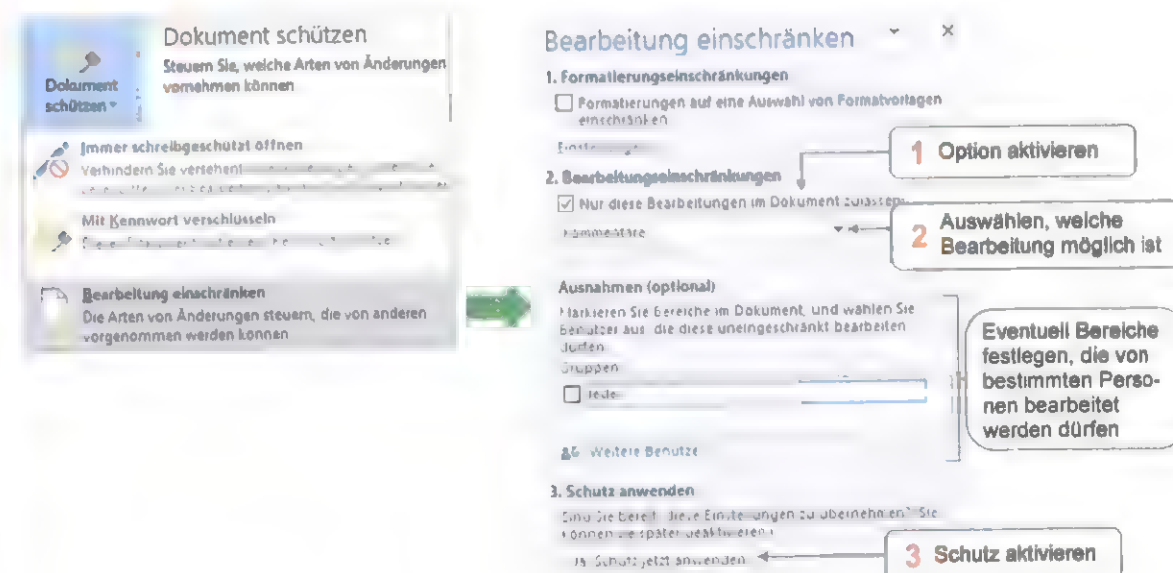 Dokument schützen
Steuern Sie, welche Arten von Änderungen
vornehmen können
Dokument
schützen
Immer schreibgeschützt öffnen
Verhindern Sie
Mit Kennwort verschlüsseln
Bearbeitung einschränken
Die Arten von Änderungen steuern, die von anderen
vorgenommen werden können
Bearbeitung einschränken
1. Formatierungseinschränkungen
Formatierungen auf eine Auswahl von Formatvorlagen
einschränken
2. Bearbeitungseinschränkungen
Nur diese Bearbeitungen im Dokument zulassen:
Kommentare
Ausnahmen (optional)
Markieren Sie Bereiche im Dokument, und wählen Sie
Benutzer aus, die diese uneingeschränkt bearbeiten
dürfen.
Gruppen
Jeder
Weitere Benutze
3. Schutz anwenden
Sind Sie bereit, diese Einstellungen zu übernehmen? Sie
können sie später deaktivieren
Ja, Schutz jetzt anwenden
1 Option aktivieren
2 Auswählen, welche
Bearbeitung möglich ist
Eventuell Bereiche
festlegen, die von
bestimmten Perso-
nen bearbeitet
werden dürfen
3 Schutz aktivieren